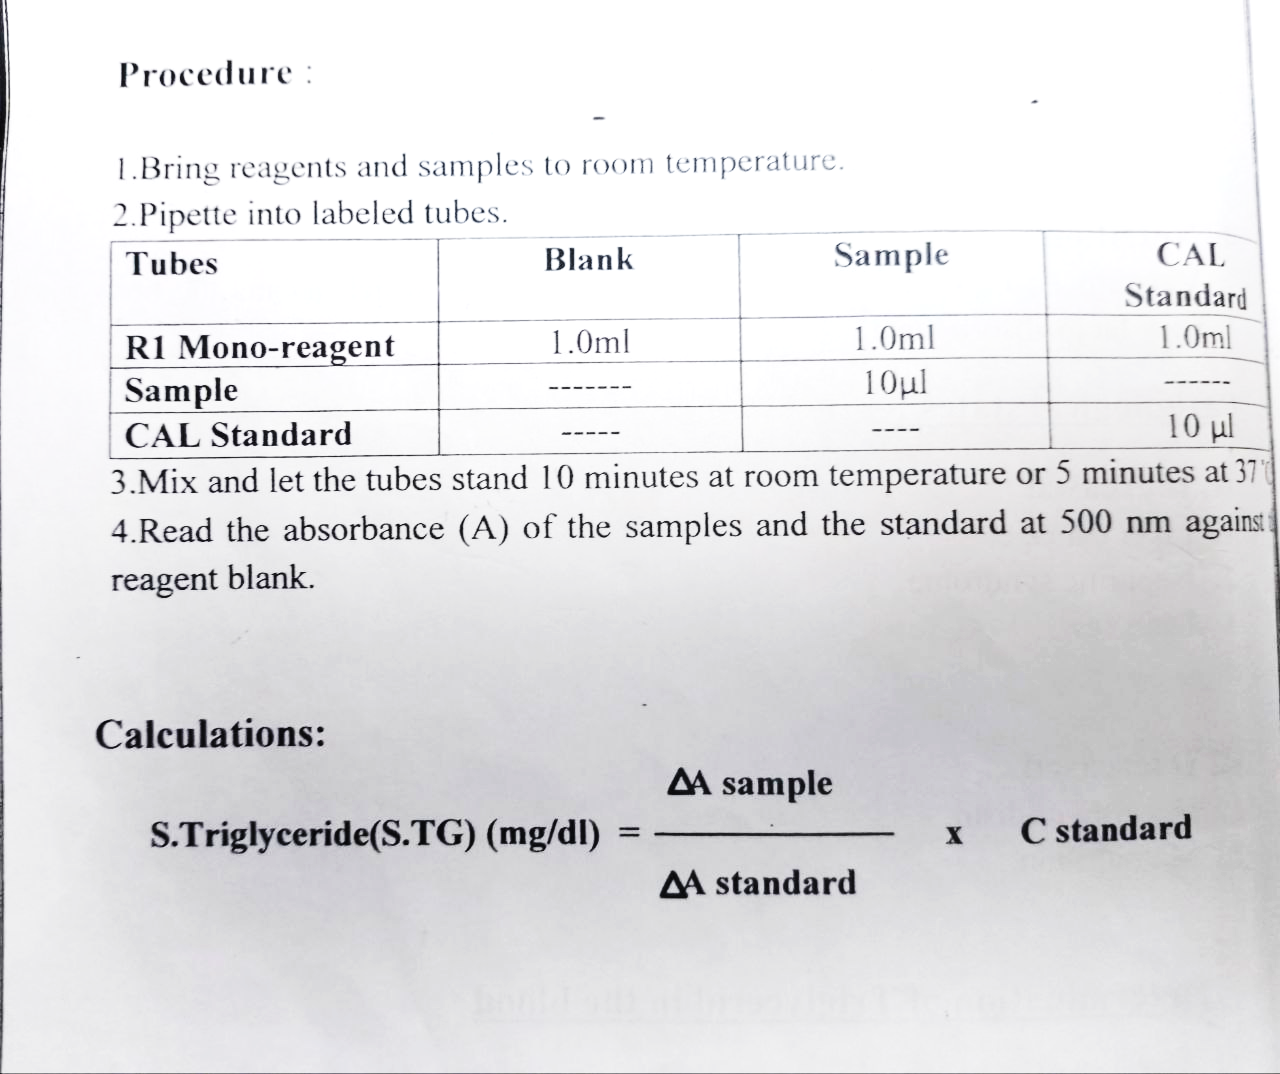 Procedure :
1.Bring reagents and samples to room temperature.
2.Pipette into labeled tubes.
Tubes Blank Sample CAL Standard
R1 Mono-reagent 1.0ml 1.0ml 1.0ml
Sample ------- 10µl ------
CAL Standard ----- ---- 10 µl
3.Mix and let the tubes stand 10 minutes at room temperature or 5 minutes at 37
4.Read the absorbance (A) of the samples and the standard at 500 nm against
reagent blank.
Calculations:
ΔA sample
S.Triglyceride(S.TG) (mg/dl) = x C standard
ΔA standard